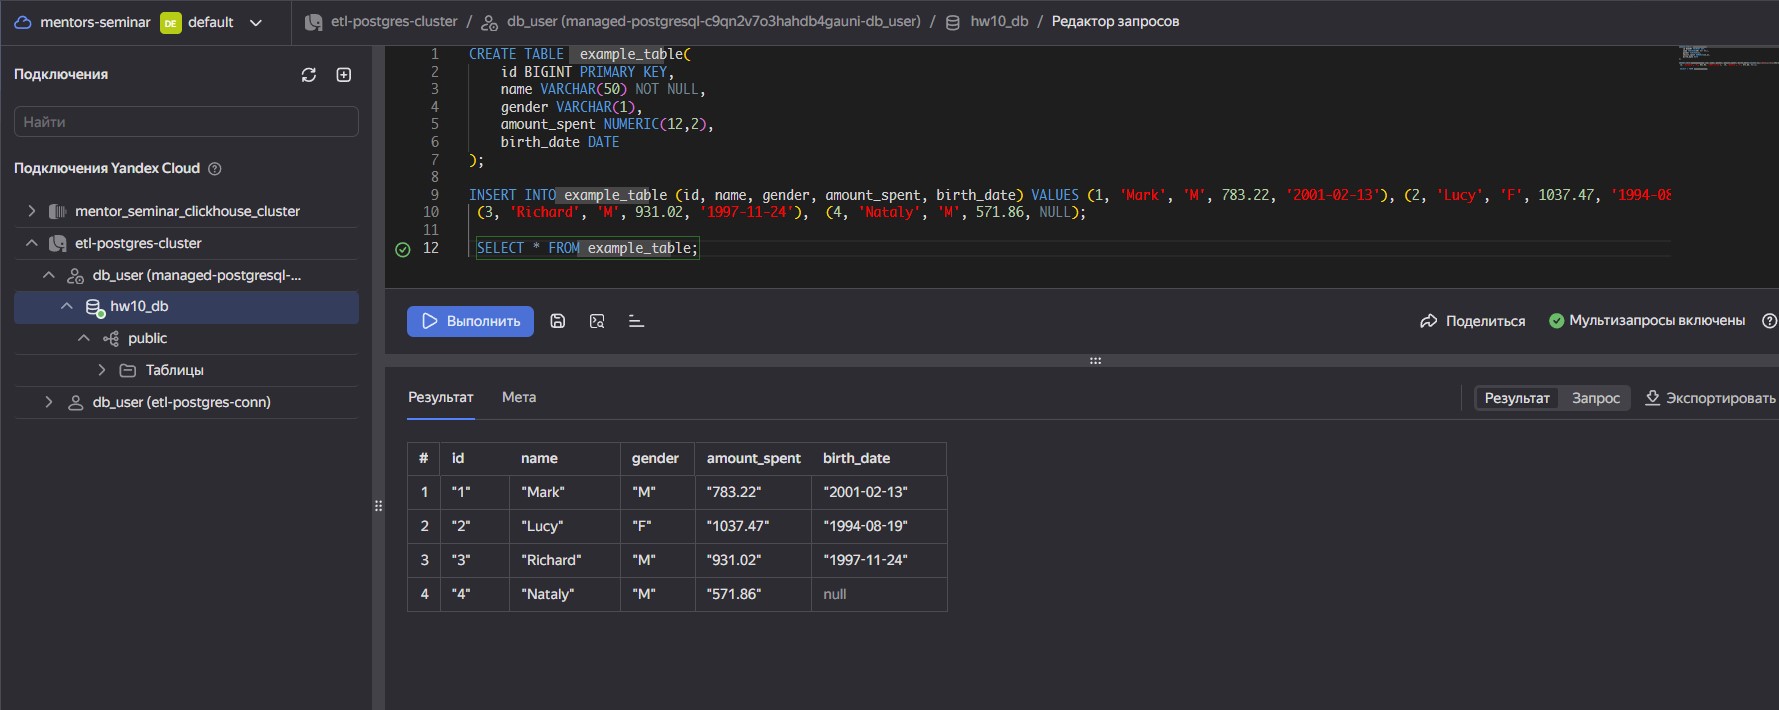 mentors-seminar DE default
etl-postgres-cluster / db_user (managed-postgresql-c9qn2v7o3hahdb4gauni-db_user) / hw10_db / Редактор запросов
Подключения
Найти
Подключения Yandex Cloud
mentor_seminar_clickhouse_cluster
etl-postgres-cluster
db_user (managed-postgresql-...
hw10_db
public
Таблицы
db_user (etl-postgres-conn)
1 CREATE TABLE example_table(
2 id BIGINT PRIMARY KEY,
3 name VARCHAR(50) NOT NULL,
4 gender VARCHAR(1),
5 amount_spent NUMERIC(12,2),
6 birth_date DATE
7 );
8
9 INSERT INTO example_table (id, name, gender, amount_spent, birth_date) VALUES (1, 'Mark', 'M', 783.22, '2001-02-13'), (2, 'Lucy', 'F', 1037.47, '1994-08
10 (3, 'Richard', 'M', 931.02, '1997-11-24'), (4, 'Nataly', 'M', 571.86, NULL);
11
12 SELECT * FROM example_table;
Выполнить
Поделиться Мультизапросы включены
Результат Мета
Результат Запрос Экспортировать
# id name gender amount_spent birth_date
1 "1" "Mark" "M" "783.22" "2001-02-13"
2 "2" "Lucy" "F" "1037.47" "1994-08-19"
3 "3" "Richard" "M" "931.02" "1997-11-24"
4 "4" "Nataly" "M" "571.86" null